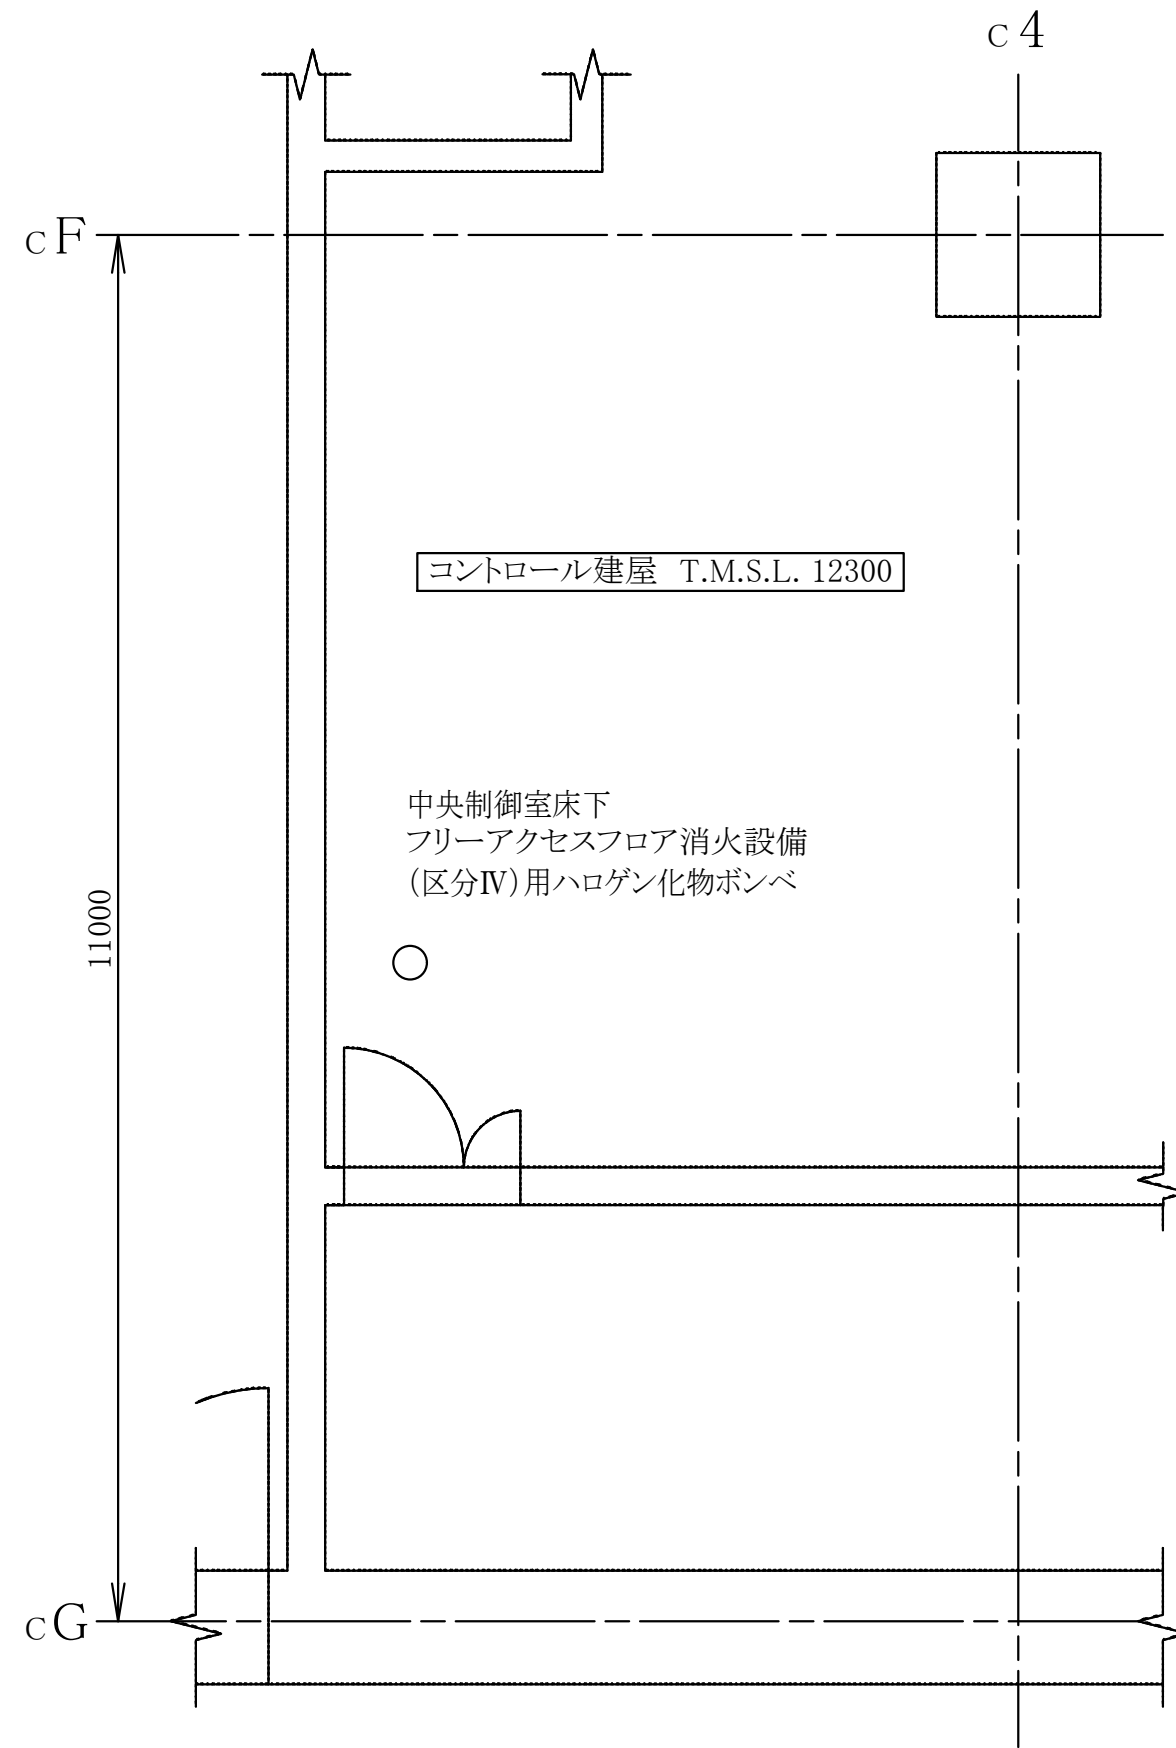 C4
CF
コントロール建屋 T.M.S.L. 12300
中央制御室床下
フリーアクセスフロア消火設備
(区分Ⅳ)用ハロゲン化物ボンベ
11000
CG